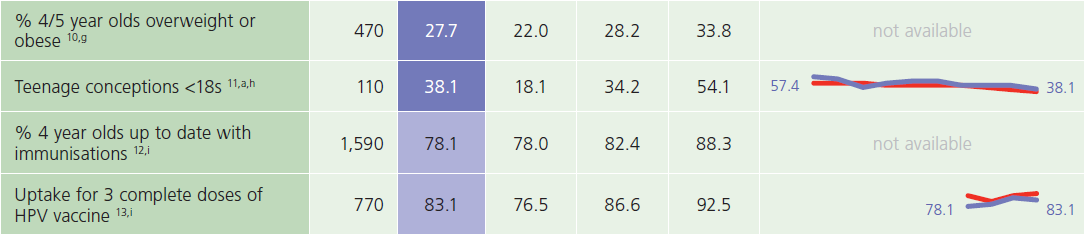 % 4/5 year olds overweight or
obese 10,g
470 27.7 22.0 28.2 33.8 not available
Teenage conceptions <18s 11,a,h 110 38.1 18.1 34.2 54.1 57.4 38.1
% 4 year olds up to date with
immunisations 12,i
1,590 78.1 78.0 82.4 88.3 not available
Uptake for 3 complete doses of
HPV vaccine 13,i
770 83.1 76.5 86.6 92.5 78.1 83.1